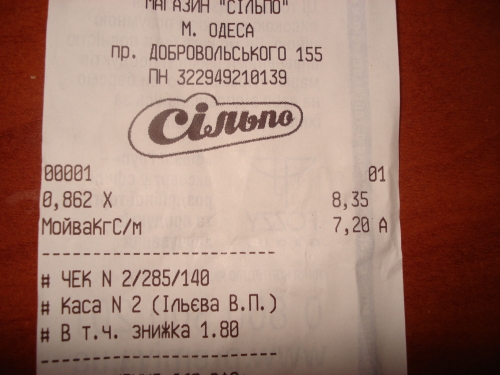 МАГАЗИН "СІЛЬПО"
М. ОДЕСА
пр. ДОБРОВОЛЬСЬКОГО 155
ПН 322949210139
сільпо
00001 01
0,862 X 8,35
МойваКгС/м 7,20 А
# ЧЕК N 2/285/140
# Каса N 2 (Ільєва В.П.)
# В т.ч. знижка 1.80